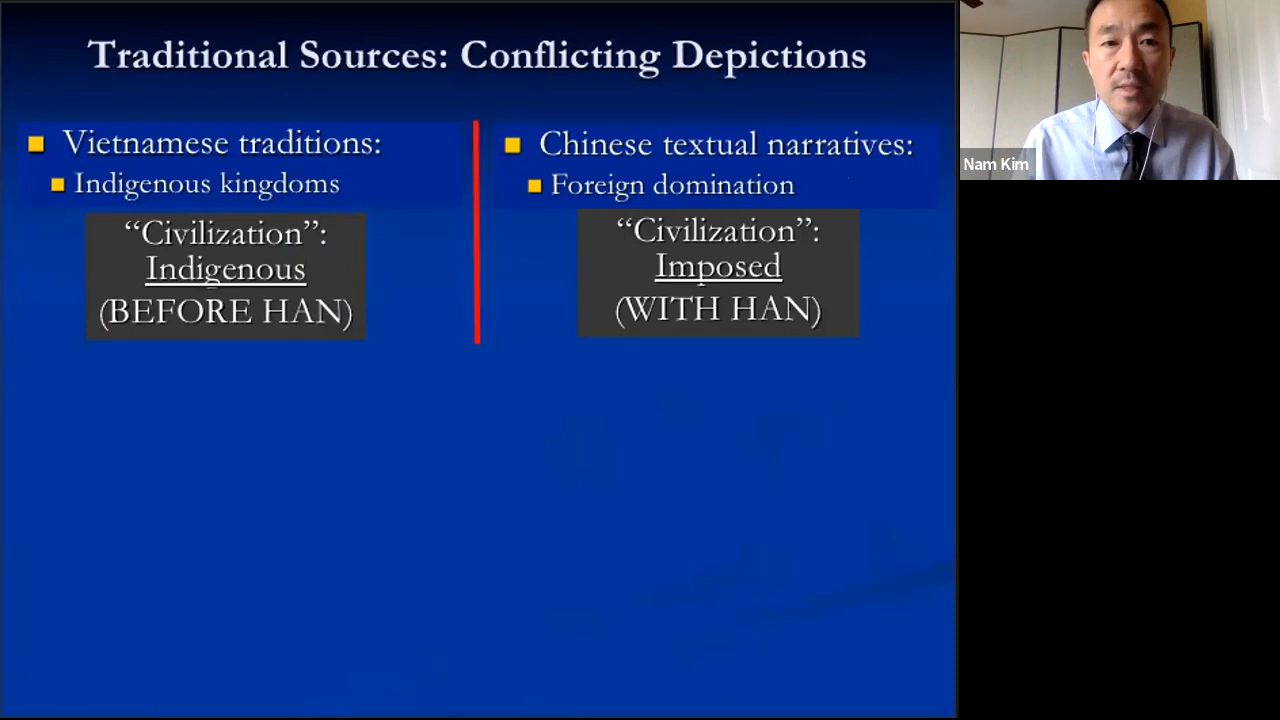 Traditional Sources: Conflicting Depictions
Vietnamese traditions:
Indigenous kingdoms
“Civilization”:
Indigenous
(BEFORE HAN)
Chinese textual narratives:
Foreign domination
“Civilization”:
Imposed
(WITH HAN)
Nam Kim